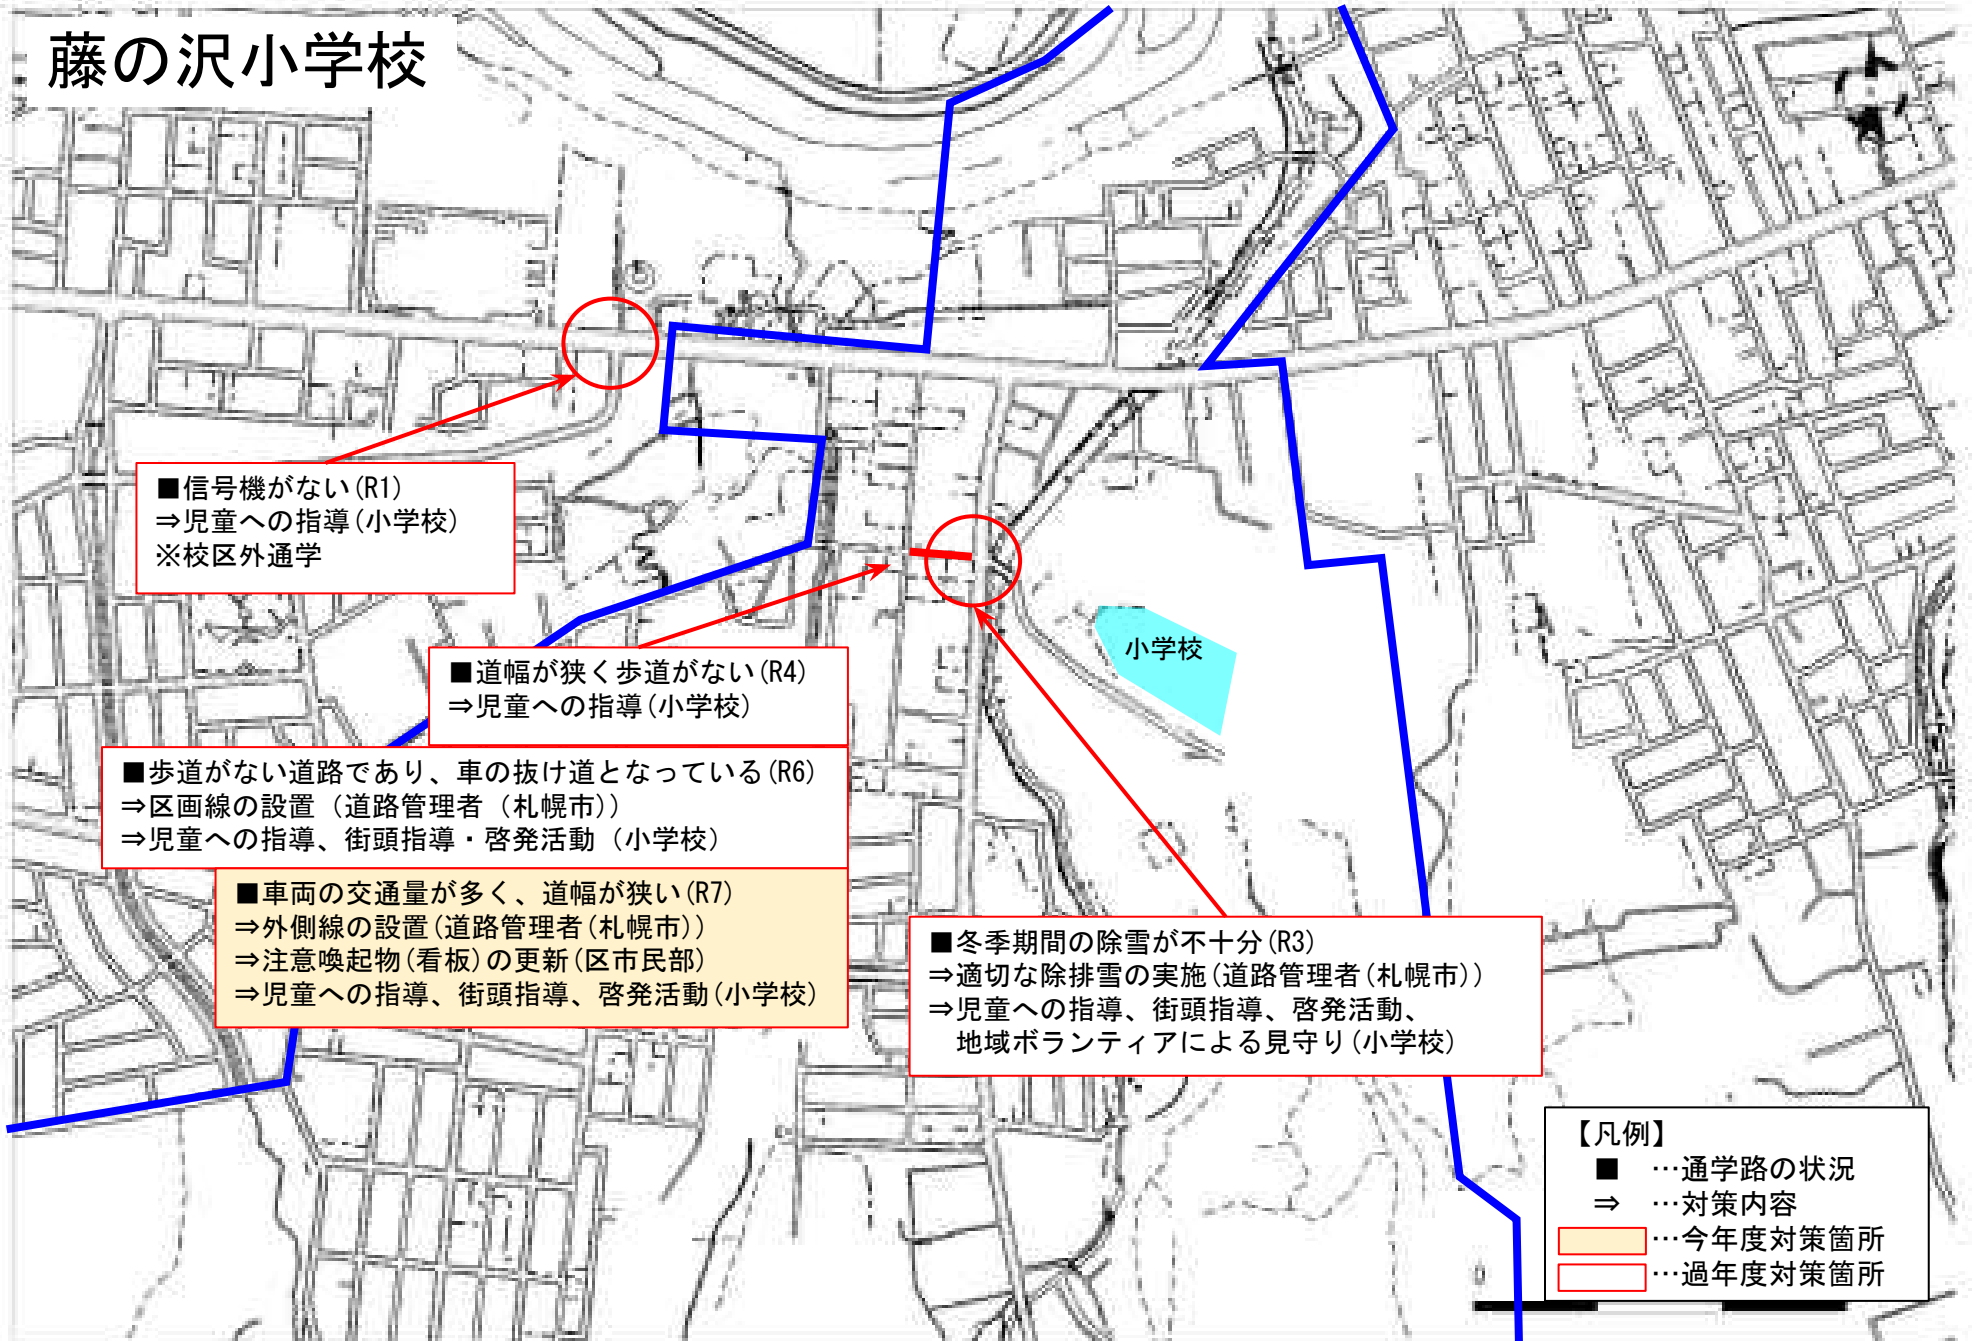 藤の沢小学校
■信号機がない(R1)
⇒児童への指導(小学校)
※校区外通学
小学校
■道幅が狭く歩道がない(R4)
⇒児童への指導(小学校)
■歩道がない道路であり、車の抜け道となっている(R6)
⇒区画線の設置（道路管理者（札幌市））
⇒児童への指導、街頭指導・啓発活動（小学校）
■車両の交通量が多く、道幅が狭い(R7)
⇒外側線の設置(道路管理者(札幌市))
⇒注意喚起物(看板)の更新(区市民部)
⇒児童への指導、街頭指導、啓発活動(小学校)
■冬季期間の除雪が不十分(R3)
⇒適切な除排雪の実施(道路管理者(札幌市))
⇒児童への指導、街頭指導、啓発活動、
地域ボランティアによる見守り(小学校)
【凡例】
■ …通学路の状況
⇒ …対策内容
…今年度対策箇所
…過年度対策箇所
0